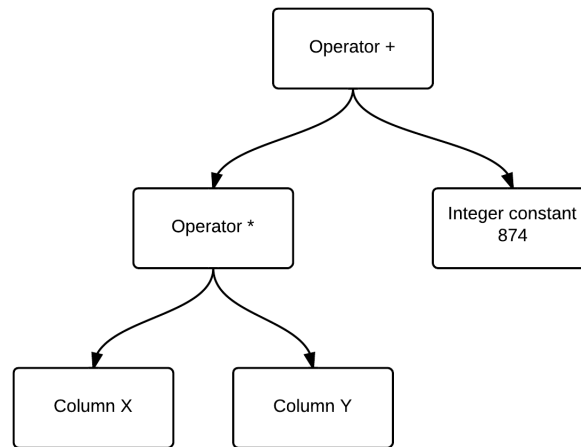 Operator +
Operator *
Integer constant
874
Column X
Column Y